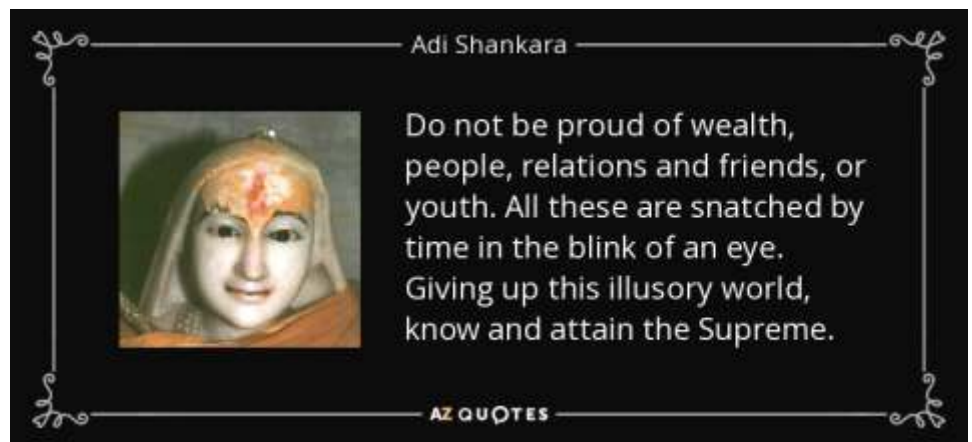 Adi Shankara
Do not be proud of wealth,
people, relations and friends, or
youth. All these are snatched by
time in the blink of an eye.
Giving up this illusory world,
know and attain the Supreme.
AZ QUOTES